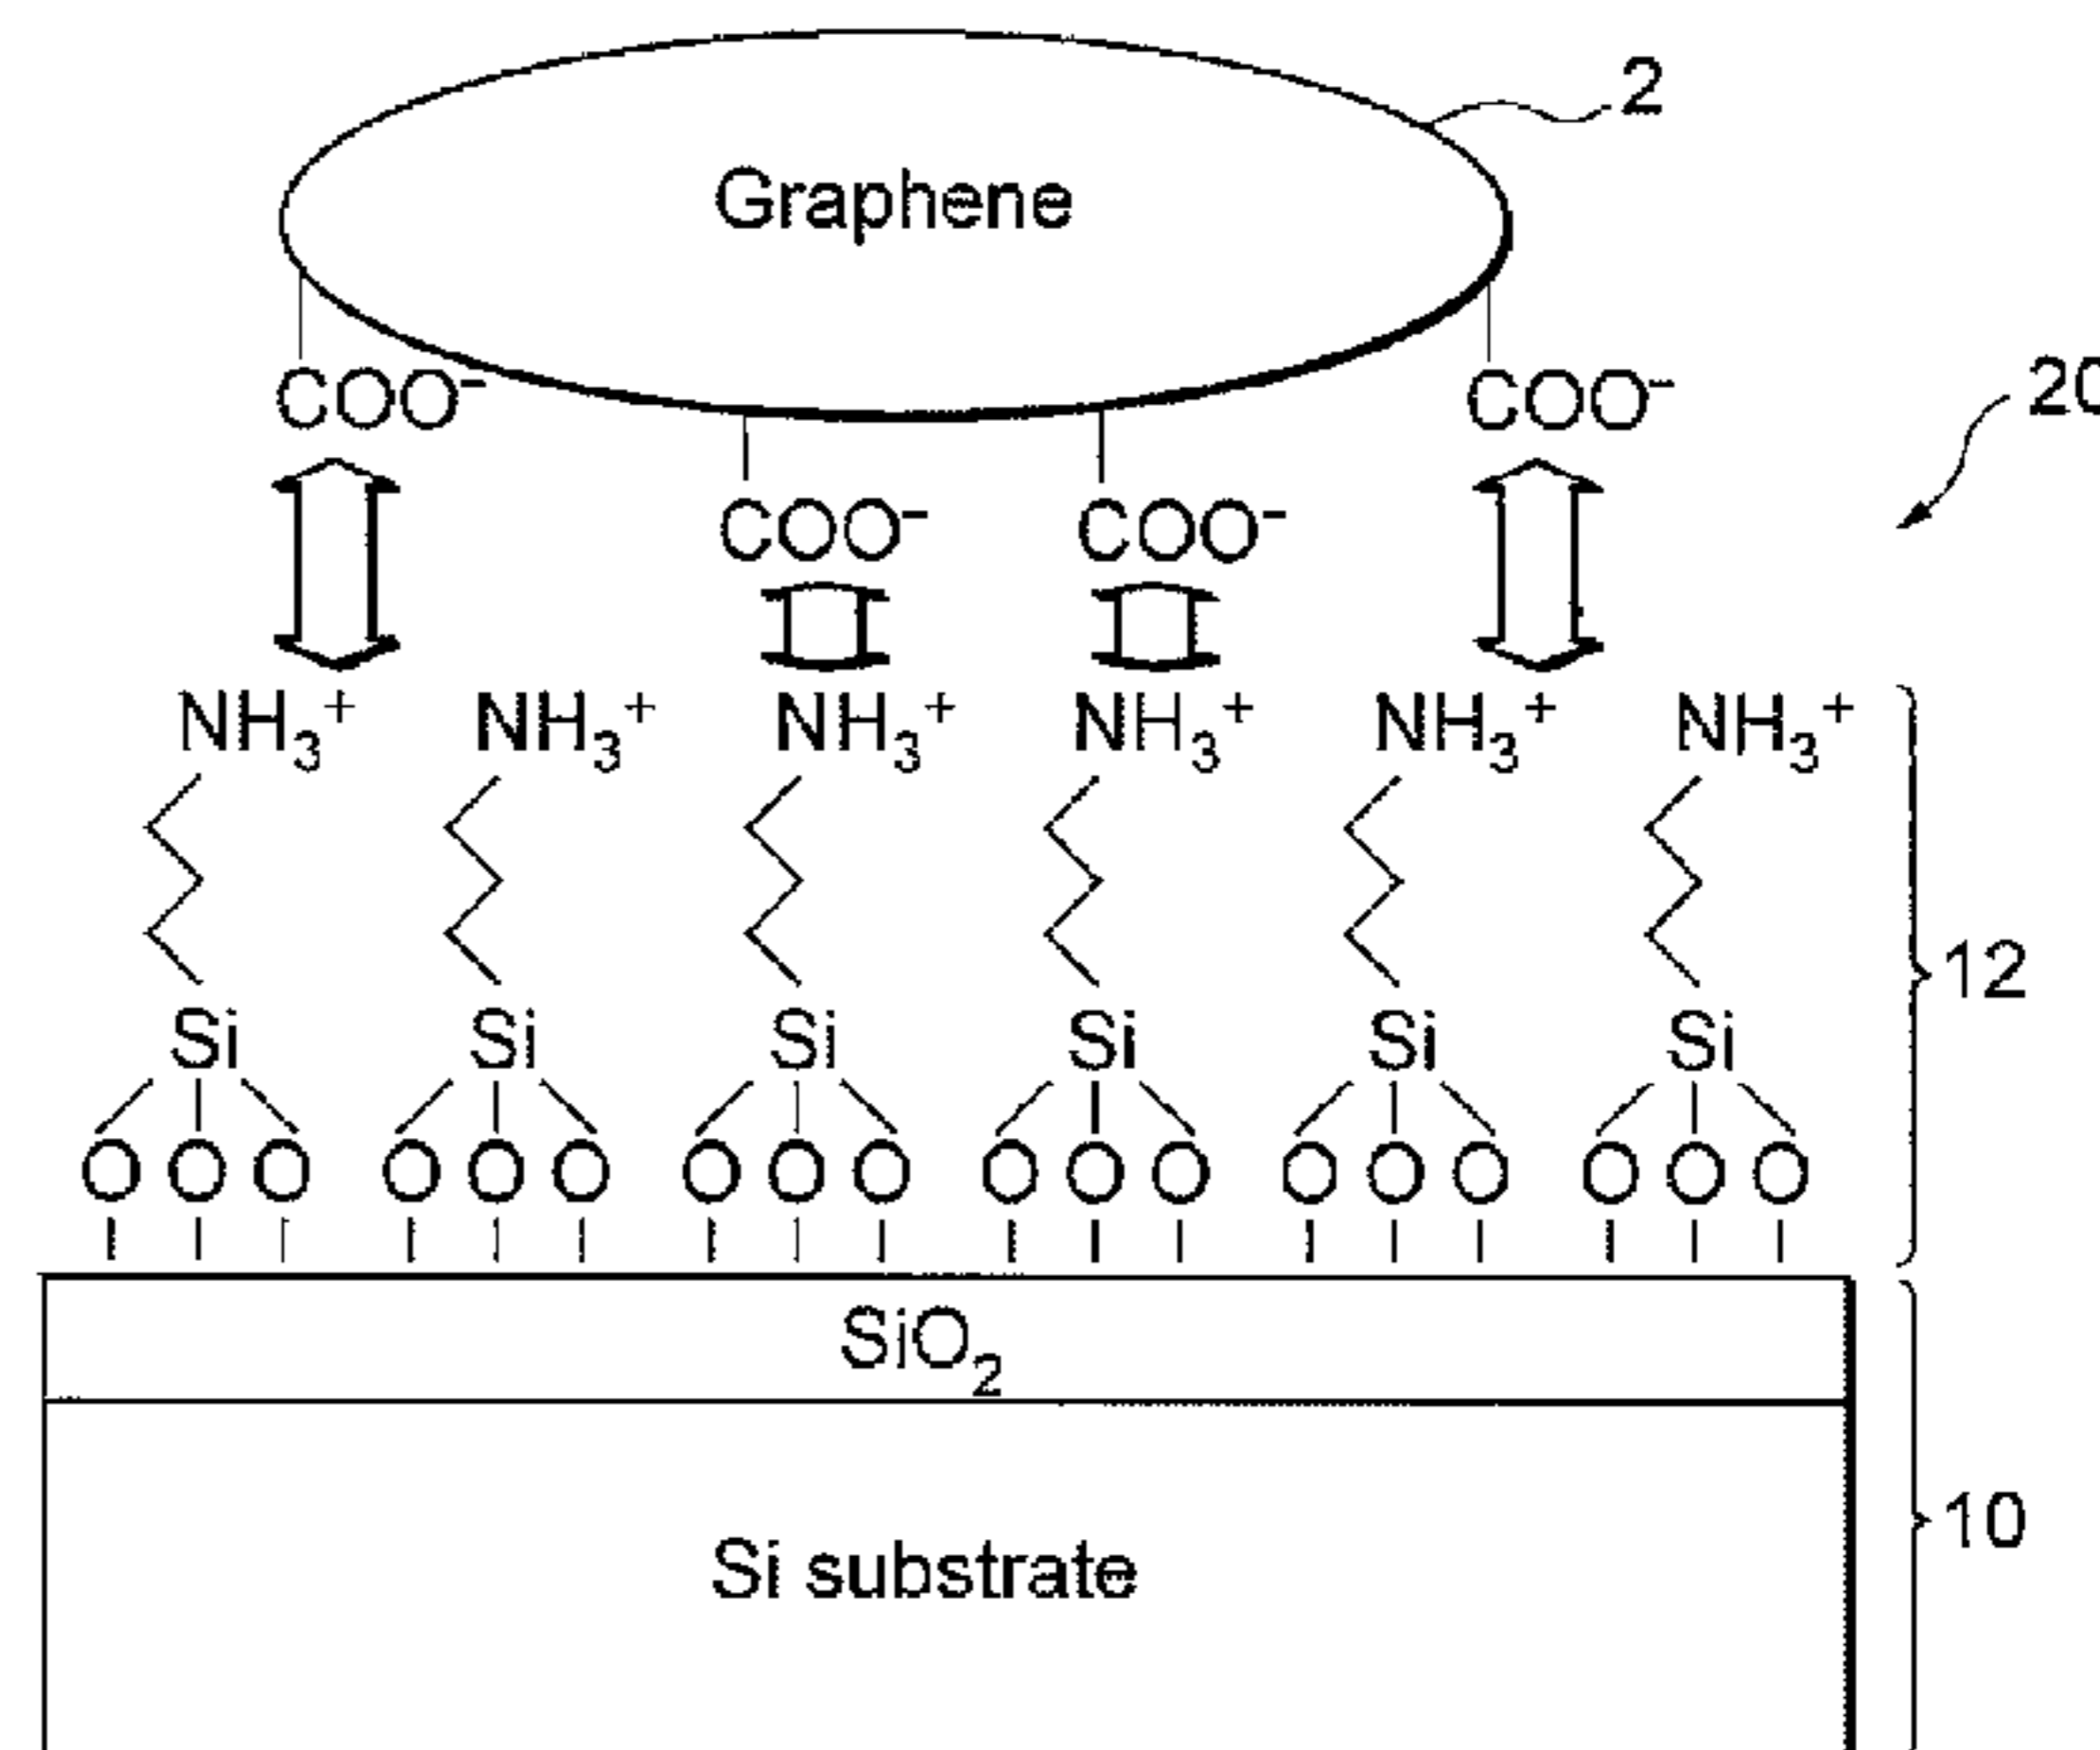 2
Graphene
20
COO⁻ COO⁻
COO⁻ COO⁻
NH₃⁺ NH₃⁺ NH₃⁺ NH₃⁺ NH₃⁺ NH₃⁺
12
Si Si Si Si Si Si
O O O O O O O O O O O O O O O O O O
SiO₂
10
Si substrate